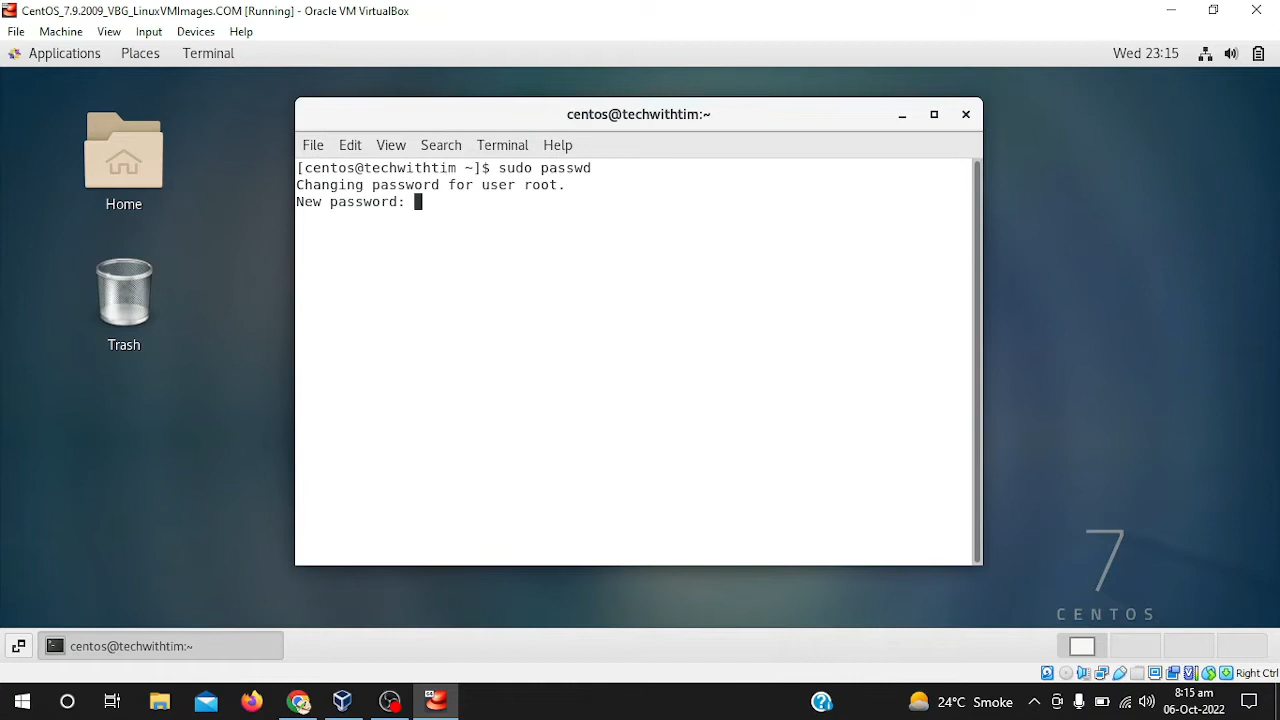 CentOS_7.9.2009_VBG_LinuxVMImages.COM [Running] - Oracle VM VirtualBox
File Machine View Input Devices Help
Applications Places Terminal Wed 23:15
centos@techwithtim:~
File Edit View Search Terminal Help
[centos@techwithtim ~]$ sudo passwd
Changing password for user root.
New password:
Home
Trash
7
CENTOS
centos@techwithtim:~
Right Ctrl
24°C Smoke
8:15 am
06-Oct-2022